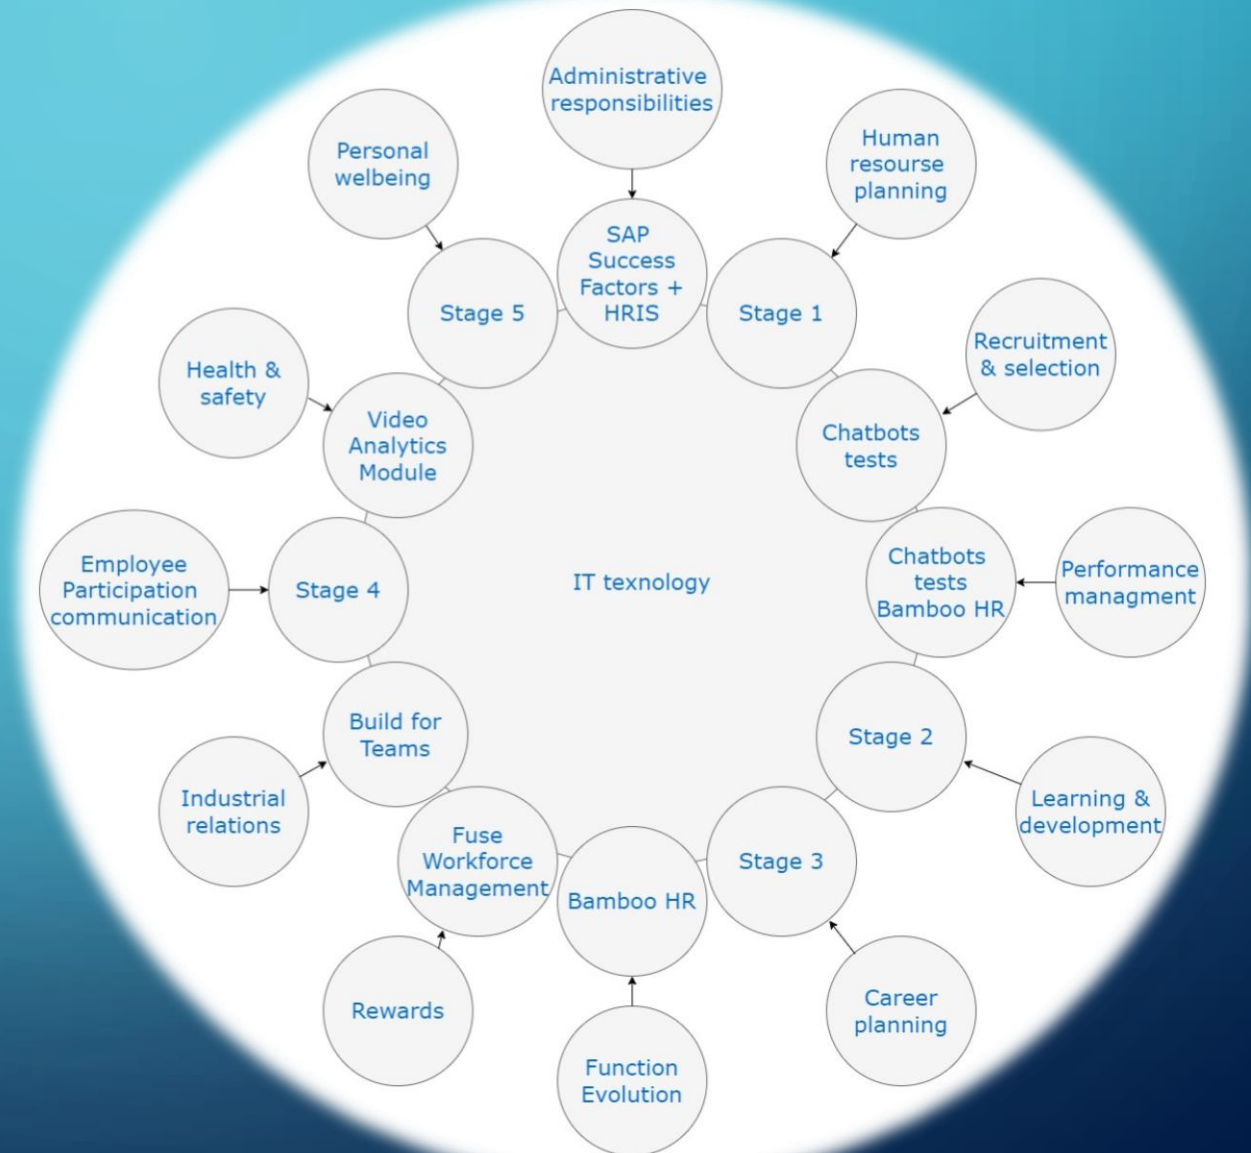 Administrative
responsibilities
Personal
welbeing
Human
resourse
planning
SAP
Success
Factors +
HRIS
Stage 5
Stage 1
Recruitment
& selection
Health &
safety
Video
Analytics
Module
Chatbots
tests
Employee
Participation
communication
Stage 4
IT texnology
Chatbots
tests
Bamboo HR
Performance
managment
Build for
Teams
Stage 2
Industrial
relations
Learning &
development
Fuse
Workforce
Management
Bamboo HR
Stage 3
Rewards
Career
planning
Function
Evolution